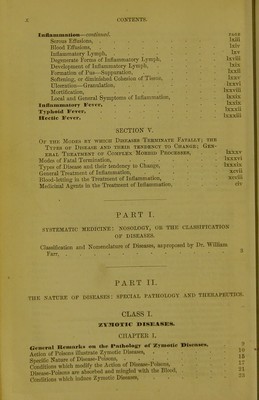 x CONTENTS.
Inflammation—continued. PAGE
Serous Effusions, lxiii
Blood Effusions, lxiv
Inflammatory Lymph, lxv
Degenerate Forms of Inflammatory Lymph, lxviii
Development of Inflammatory Lymph, lxix
Formation of Pus—Suppuration, lxxii
Softening, or diminished Cohesion of Tissue, lxxv
Ulceration—Granulation, lxxvi
Mortification, lxxviii
Local and General Symptoms of Inflammation, lxxix
Inflammatory Fever, lxxix
Typhoid Fever, lxxxii
Hectic Fever, lxxxiii
SECTION V.
Of the Modes by which Diseases Terminate Fatally; the
Types of Disease and their tendency to Change; Gen-
eral Treatment of Complex Morbid Processes, lxxxv
Modes of Fatal Termination, lxxxvi
Types of Disease and their tendency to Change, lxxxix
General Treatment of Inflammation, xcvii
Blood-letting in the Treatment of Inflammation, xcviii
Medicinal Agents in the Treatment of Inflammation, civ
PART I.
SYSTEMATIC MEDICINE: NOSOLOGY, OR THE CLASSIFICATION
OF DISEASES.
Classification and Nomenclature of Diseases, as proposed by Dr. William
Farr, 3
PART II.
THE NATURE OF DISEASES: SPECIAL PATHOLOGY AND THERAPEUTICS.
CLASS I.
ZYMOTIC DISEASES.
CHAPTER I.
General Remarks on the Pathology of Zymotic Diseases, 9
Action of Poisons illustrate Zymotic Diseases, 10
Specific Nature of Disease-Poisons,
Conditions which modify the Action of Disease-Poisons, 17
Disease-Poisons are absorbed and mingled with the Blood, 21
Conditions which induce Zymotic Diseases,